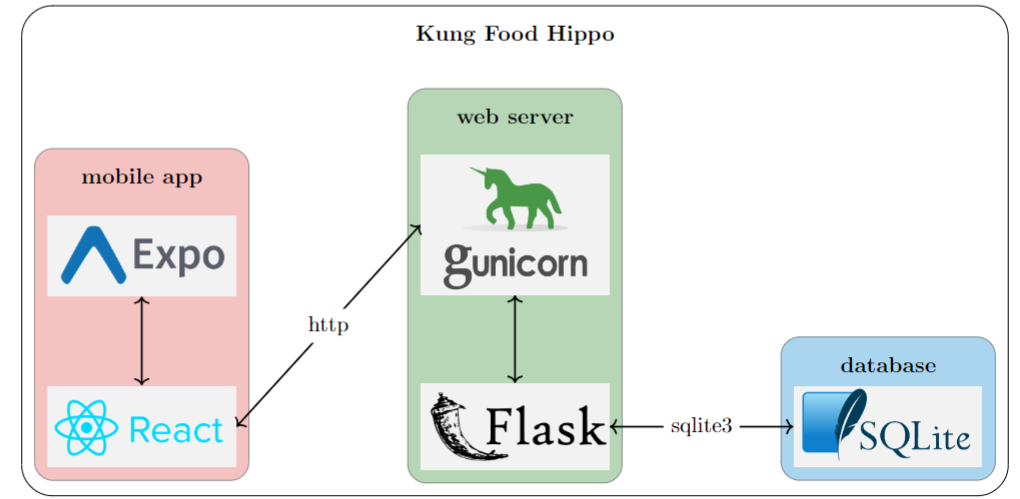 Kung Food Hippo
mobile app
Expo
React
http
web server
gunicorn
Flask
sqlite3
database
SQLite